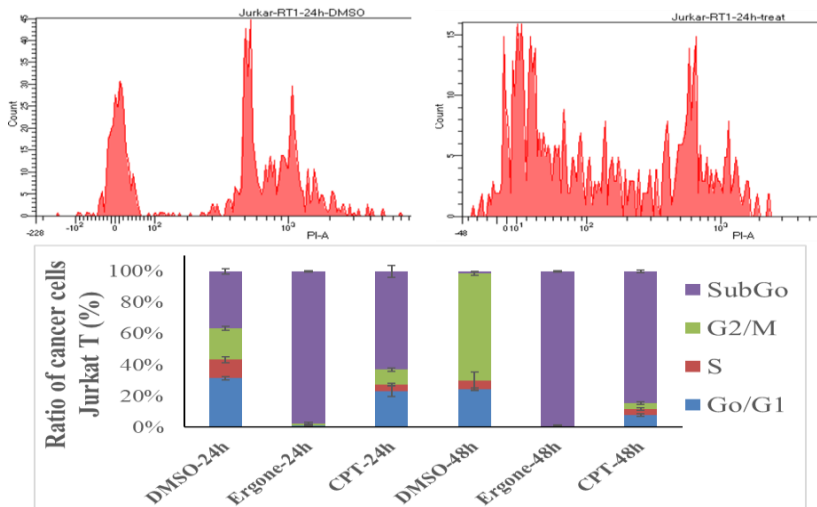 Jurkar-RT1-24h-DMSO
Count
45
40
35
30
25
20
15
10
5
0
-228 -10² 0 10² 10³
PI-A
Jurkar-RT1-24h-treat
Count
15
10
5
0
-48 0 10¹ 10² 10³
PI-A
Ratio of cancer cells
Jurkat T (%)
100%
80%
60%
40%
20%
0%
DMSO-24h
Ergone-24h
CPT-24h
DMSO-48h
Ergone-48h
CPT-48h
SubGo
G2/M
S
Go/G1